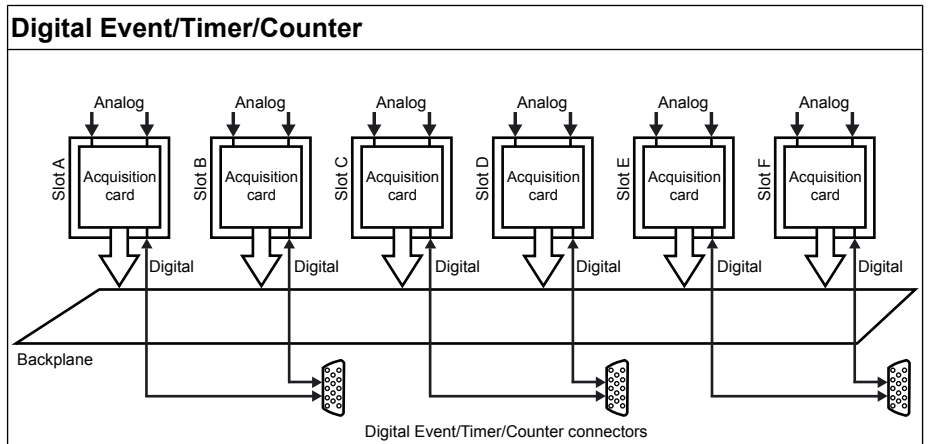 Digital Event/Timer/Counter
Analog Analog Analog Analog Analog Analog
Slot A
Acquisition
card
Slot B
Acquisition
card
Slot C
Acquisition
card
Slot D
Acquisition
card
Slot E
Acquisition
card
Slot F
Acquisition
card
Digital Digital Digital Digital Digital Digital
Backplane
Digital Event/Timer/Counter connectors